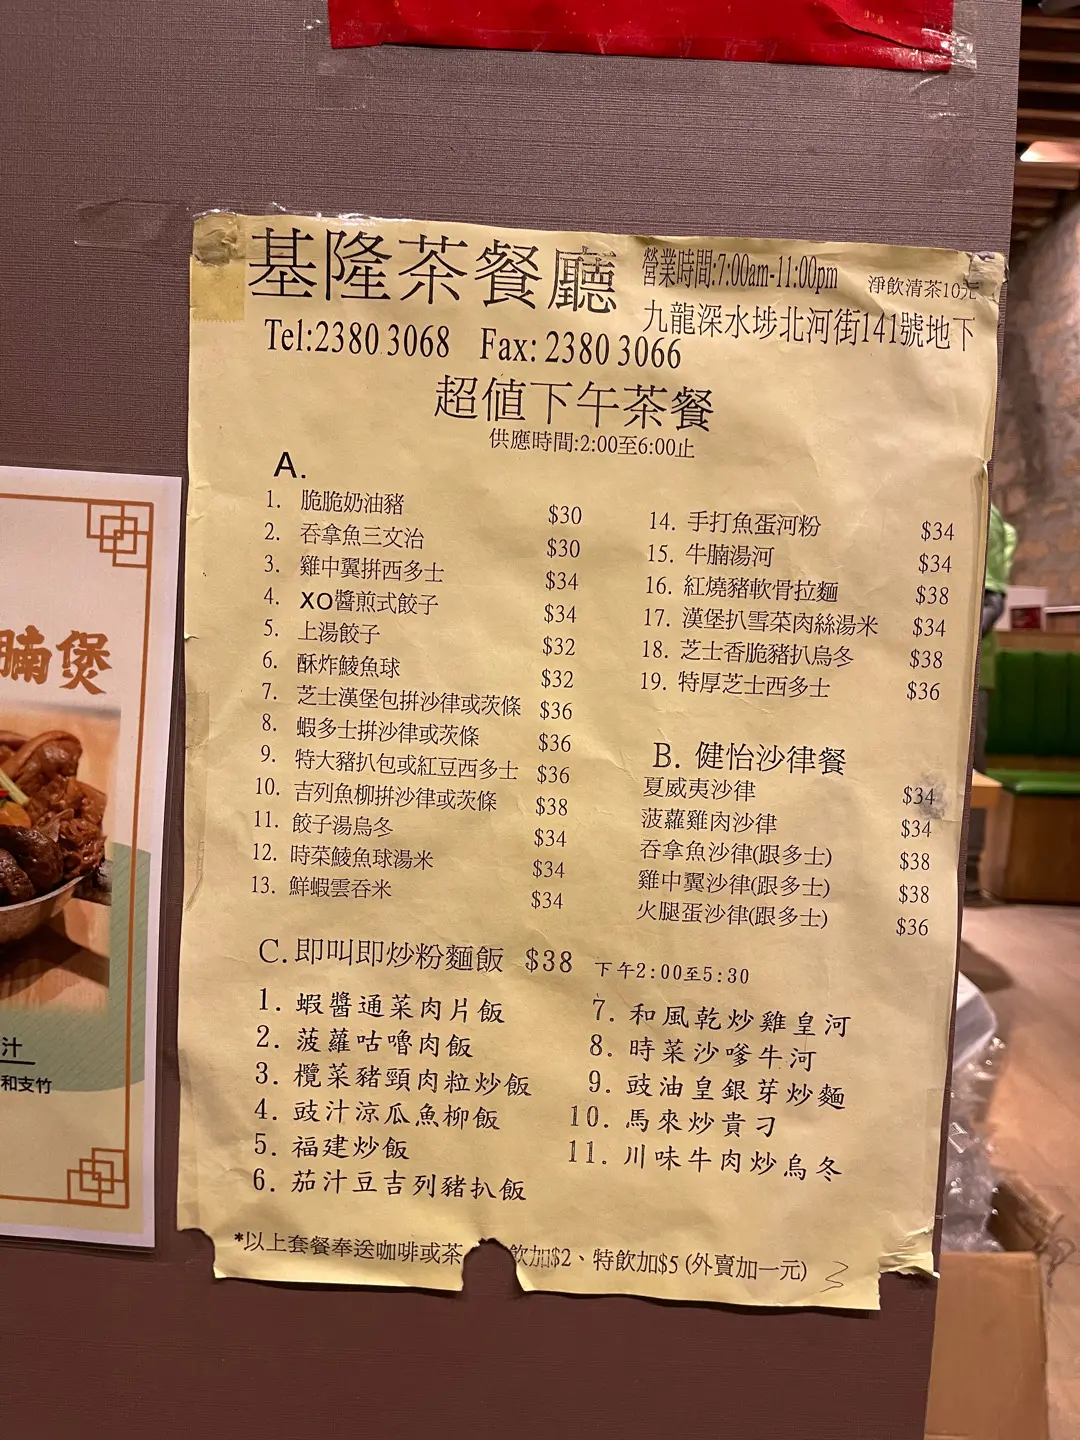 基隆茶餐廳
營業時間:7:00am-11:00pm 淨飲清茶10元
九龍深水埗北河街141號地下
Tel:2380 3068 Fax: 2380 3066
超值下午茶餐
供應時間:2:00至6:00止
A.
1. 脆脆奶油豬 $30
2. 吞拿魚三文治 $30
3. 雞中翼拼西多士 $34
4. XO醬煎式餃子 $34
5. 上湯餃子 $32
6. 酥炸鯪魚球 $32
7. 芝士漢堡包拼沙律或茨條 $36
8. 蝦多士拼沙律或茨條 $36
9. 特大豬扒包或紅豆西多士 $36
10. 吉列魚柳拼沙律或茨條 $38
11. 餃子湯烏冬 $34
12. 時菜鯪魚球湯米 $34
13. 鮮蝦雲吞米 $34
14. 手打魚蛋河粉 $34
15. 牛腩湯河 $34
16. 紅燒豬軟骨拉麵 $38
17. 漢堡扒雪菜肉絲湯米 $34
18. 芝士香脆豬扒烏冬 $38
19. 特厚芝士西多士 $36
B. 健怡沙律餐
夏威夷沙律 $34
菠蘿雞肉沙律 $34
吞拿魚沙律(跟多士) $38
雞中翼沙律(跟多士) $38
火腿蛋沙律(跟多士) $36
C. 即叫即炒粉麵飯 $38 下午2:00至5:30
1. 蝦醬通菜肉片飯
2. 菠蘿咕嚕肉飯
3. 欖菜豬頸肉粒炒飯
4. 豉汁涼瓜魚柳飯
5. 福建炒飯
6. 茄汁豆吉列豬扒飯
7. 和風乾炒雞皇河
8. 時菜沙嗲牛河
9. 豉油皇銀芽炒麵
10. 馬來炒貴刁
11. 川味牛肉炒烏冬
*以上套餐奉送咖啡或茶 飲加$2、特飲加$5 (外賣加一元)
腩煲
汁
和支竹